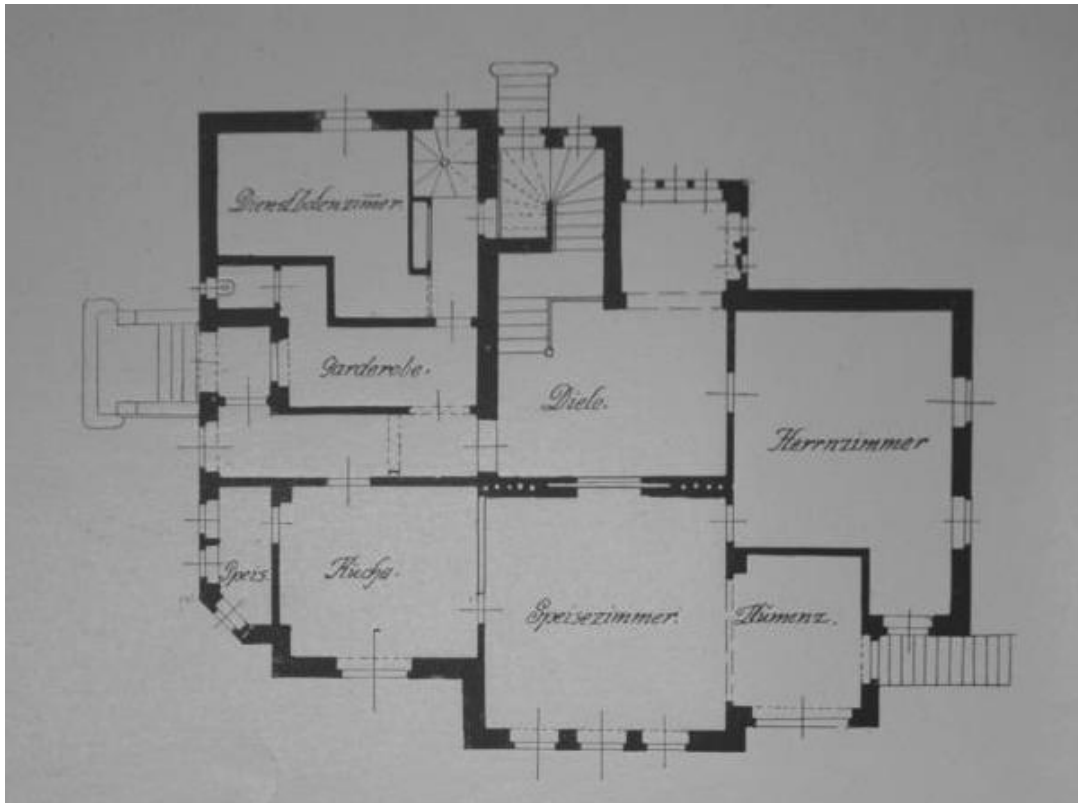 Dienstbotenzimmer
Garderobe.
Diele.
Herrnzimmer
Speis.
Küche.
Speisezimmer.
Blumenz.